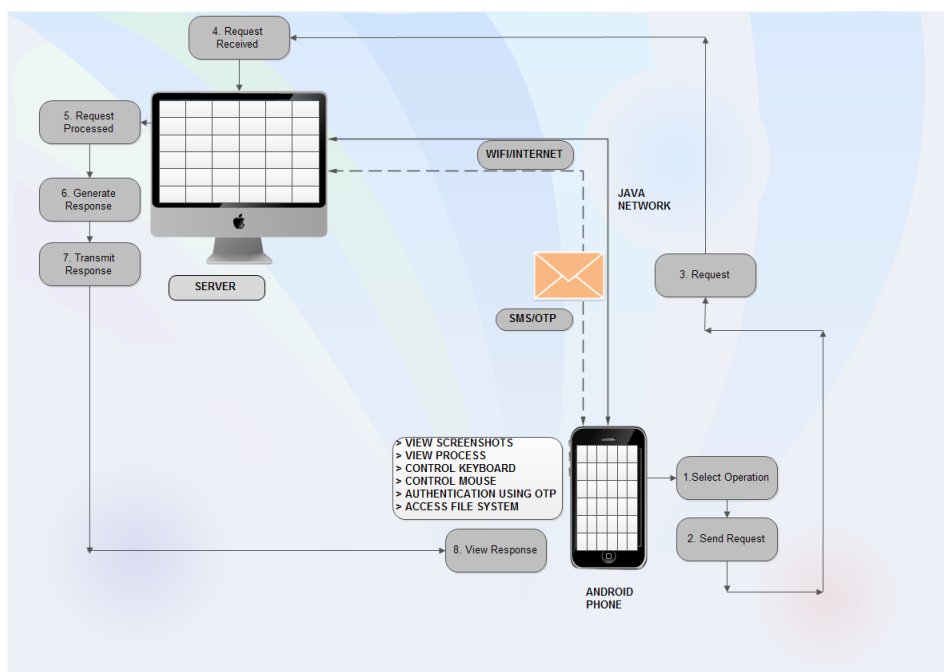 4. Request
Received
5. Request
Processed
6. Generate
Response
7. Transmit
Response
SERVER
WIFI/INTERNET
JAVA
NETWORK
3. Request
SMS/OTP
> VIEW SCREENSHOTS
> VIEW PROCESS
> CONTROL KEYBOARD
> CONTROL MOUSE
> AUTHENTICATION USING OTP
> ACCESS FILE SYSTEM
1.Select Operation
2. Send Request
8. View Response
ANDROID
PHONE